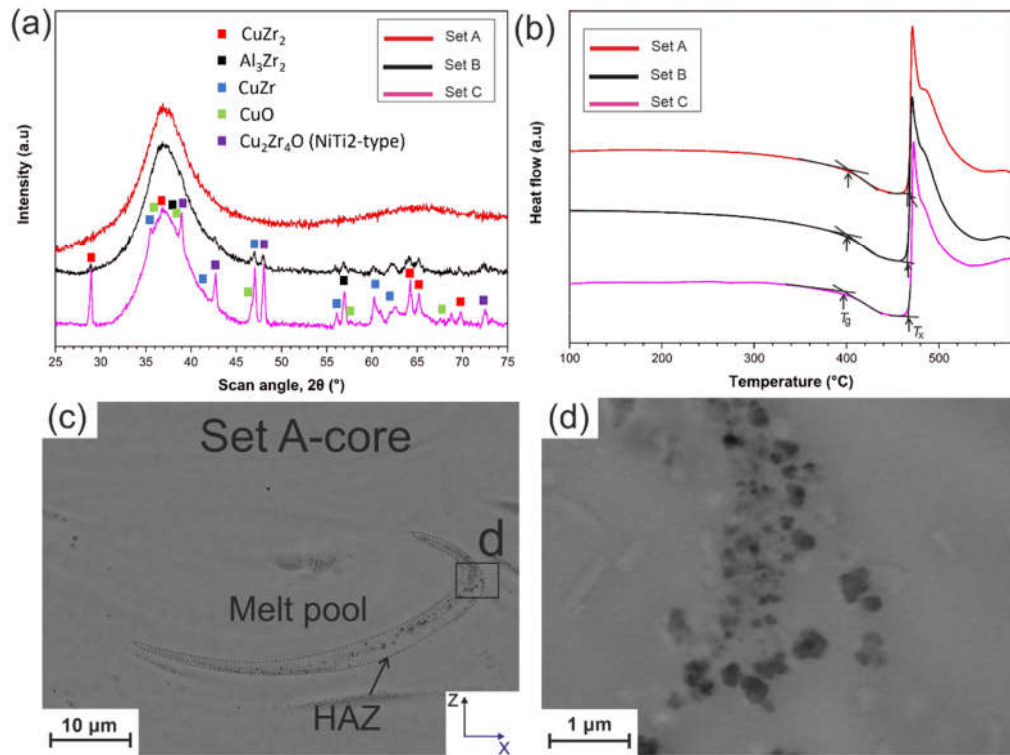 (a)
CuZr₂
Al₃Zr₂
CuZr
CuO
Cu₂Zr₄O (NiTi2-type)
Set A
Set B
Set C
Intensity (a.u)
25 30 35 40 45 50 55 60 65 70 75
Scan angle, 2θ (°)
(b)
Set A
Set B
Set C
Heat flow (a.u)
Tg
Tx
100 200 300 400 500
Temperature (°C)
(c)
Set A-core
d
Melt pool
HAZ
10 µm
Z
X
(d)
1 µm